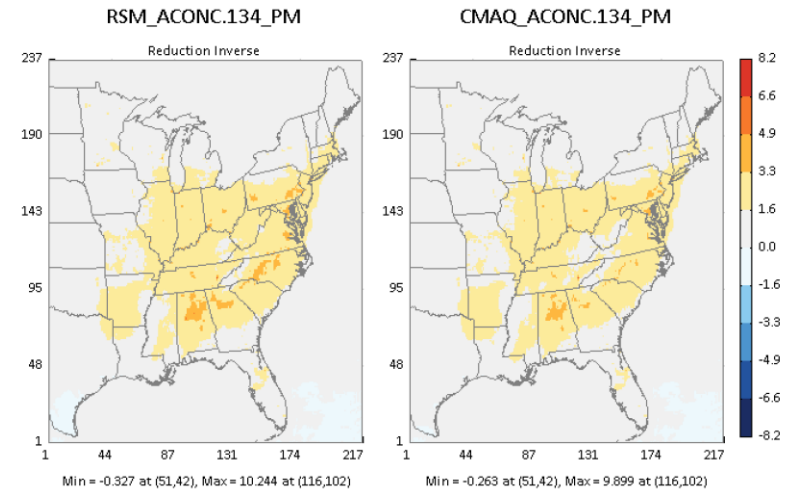 RSM_ACONC.134_PM
CMAQ_ACONC.134_PM
Reduction Inverse
Reduction Inverse
237
190
143
95
48
1
1 44 87 131 174 217
237
190
143
95
48
1
1 44 87 131 174 217
8.2
6.6
4.9
3.3
1.6
0.0
-1.6
-3.3
-4.9
-6.6
-8.2
Min = -0.327 at (51,42), Max = 10.244 at (116,102)
Min = -0.263 at (51,42), Max = 9.899 at (116,102)